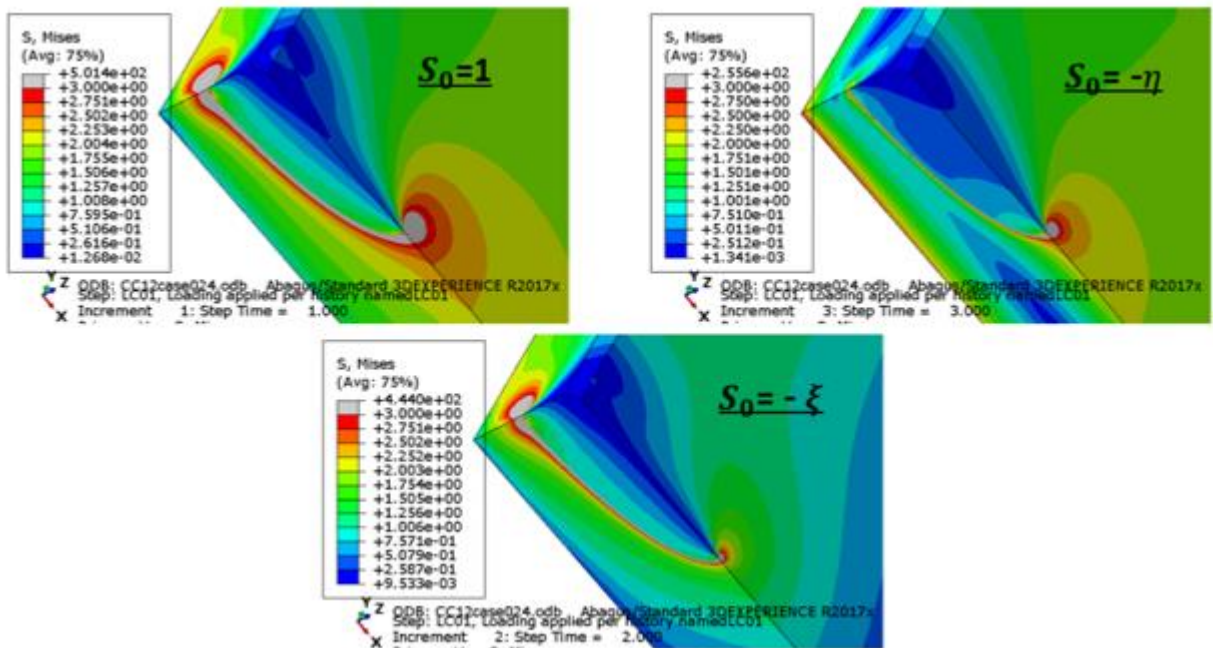 S, Mises
(Avg: 75%)
+5.014e+02
+3.000e+00
+2.751e+00
+2.502e+00
+2.253e+00
+2.004e+00
+1.755e+00
+1.506e+00
+1.257e+00
+1.008e+00
+7.595e-01
+5.106e-01
+2.616e-01
+1.268e-02
S₀=1
Y
Z
X
ODB: CC12case024.odb Abaqus/Standard 3DEXPERIENCE R2017x
Step: LC01, Loading applied per history namedLC01
Increment 1: Step Time = 1.000
S, Mises
(Avg: 75%)
+2.556e+02
+3.000e+00
+2.750e+00
+2.500e+00
+2.250e+00
+2.000e+00
+1.751e+00
+1.501e+00
+1.251e+00
+1.001e+00
+7.510e-01
+5.011e-01
+2.512e-01
+1.341e-03
S₀= -η
Y
Z
X
ODB: CC12case024.odb Abaqus/Standard 3DEXPERIENCE R2017x
Step: LC01, Loading applied per history namedLC01
Increment 3: Step Time = 3.000
S, Mises
(Avg: 75%)
+4.440e+02
+3.000e+00
+2.751e+00
+2.502e+00
+2.252e+00
+2.003e+00
+1.754e+00
+1.505e+00
+1.256e+00
+1.006e+00
+7.571e-01
+5.079e-01
+2.587e-01
+9.533e-03
S₀= - ξ
Y
Z
X
ODB: CC12case024.odb Abaqus/Standard 3DEXPERIENCE R2017x
Step: LC01, Loading applied per history namedLC01
Increment 2: Step Time = 2.000